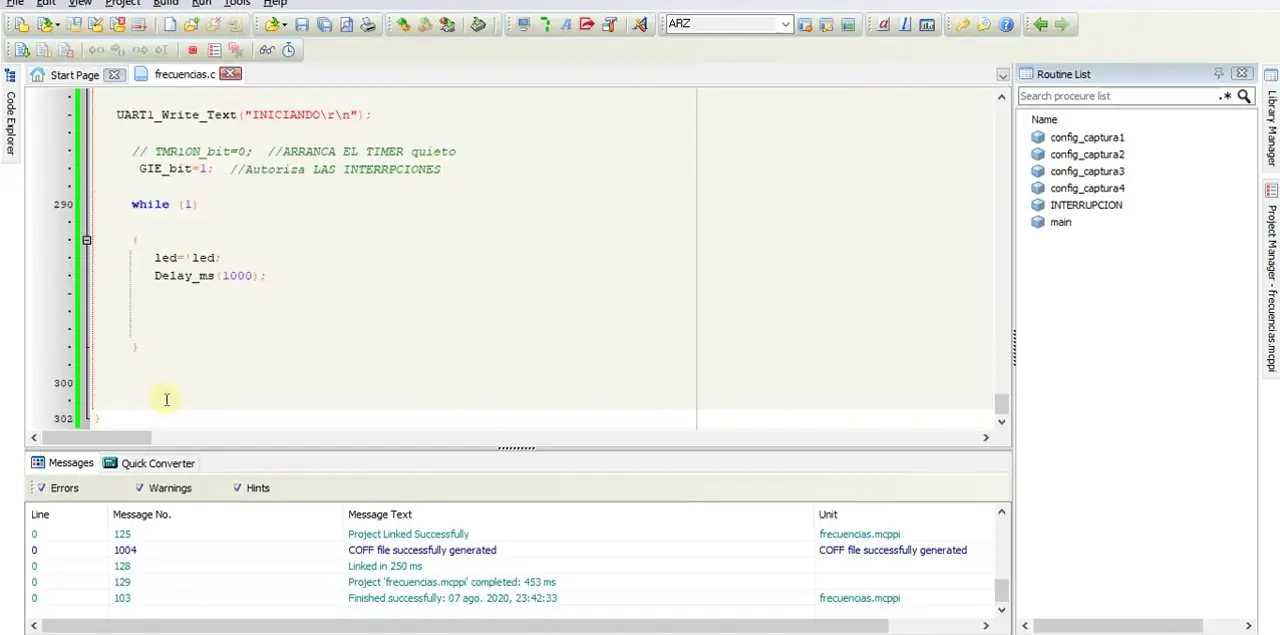 File Edit View Project Build Run Tools Help
ARZ
Start Page frecuencias.c
Code Explorer
UART1_Write_Text("INICIANDO\r\n");
// TMR1ON_bit=0; //ARRANCA EL TIMER quieto
GIE_bit=1; //Autoriza LAS INTERRPCIONES
290 while (1)
{
led=!led;
Delay_ms(1000);
}
300
302 }
Routine List
Search proceure list .*
Name
config_captura1
config_captura2
config_captura3
config_captura4
INTERRUPCION
main
Library Manager
Project Manager - frecuencias.mcppi
Messages Quick Converter
Errors Warnings Hints
Line Message No. Message Text Unit
0 125 Project Linked Successfully frecuencias.mcppi
0 1004 COFF file successfully generated COFF file successfully generated
0 128 Linked in 250 ms
0 129 Project 'frecuencias.mcppi' completed: 453 ms
0 103 Finished successfully: 07 ago. 2020, 23:42:33 frecuencias.mcppi